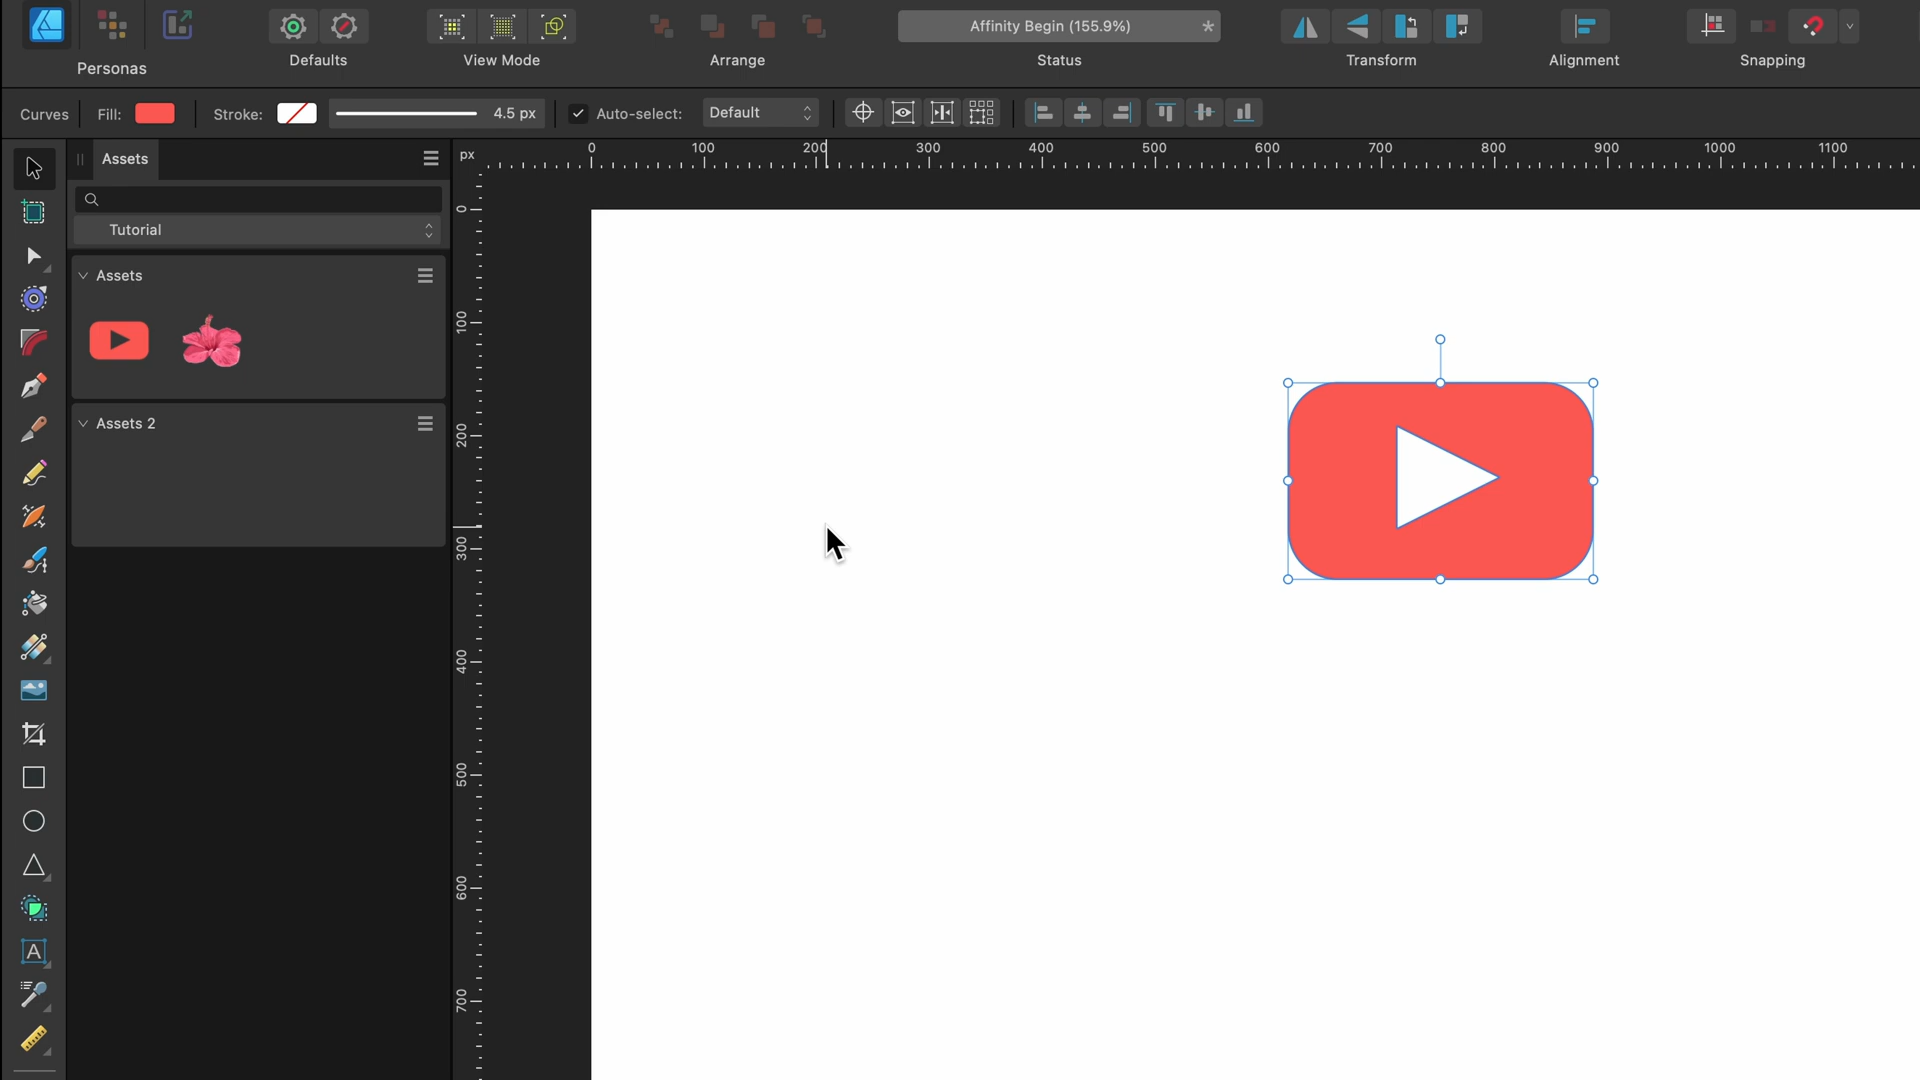 Affinity Begin (155.9%) *
Personas
Defaults
View Mode
Arrange
Status
Transform
Alignment
Snapping
Curves
Fill:
Stroke:
4.5 px
Auto-select:
Default
Assets
px
0 100 200 300 400 500 600 700 800 900 1000 1100
Tutorial
Assets
Assets 2
0
100
200
300
400
500
600
700
A